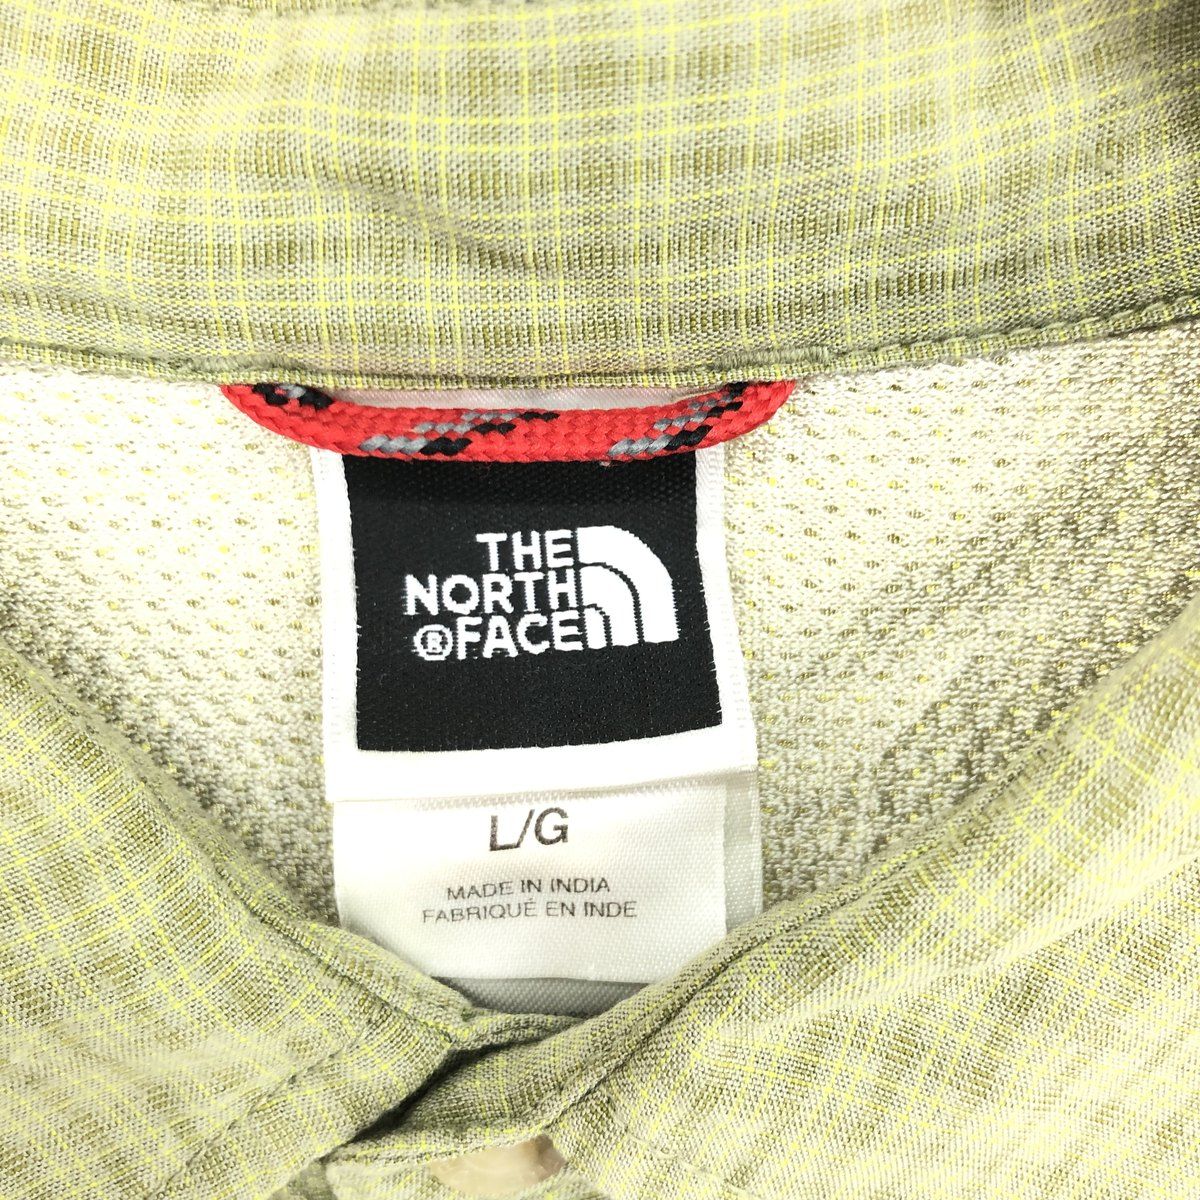 THE
NORTH
®FACE
L/G
MADE IN INDIA
FABRIQUÉ EN INDE